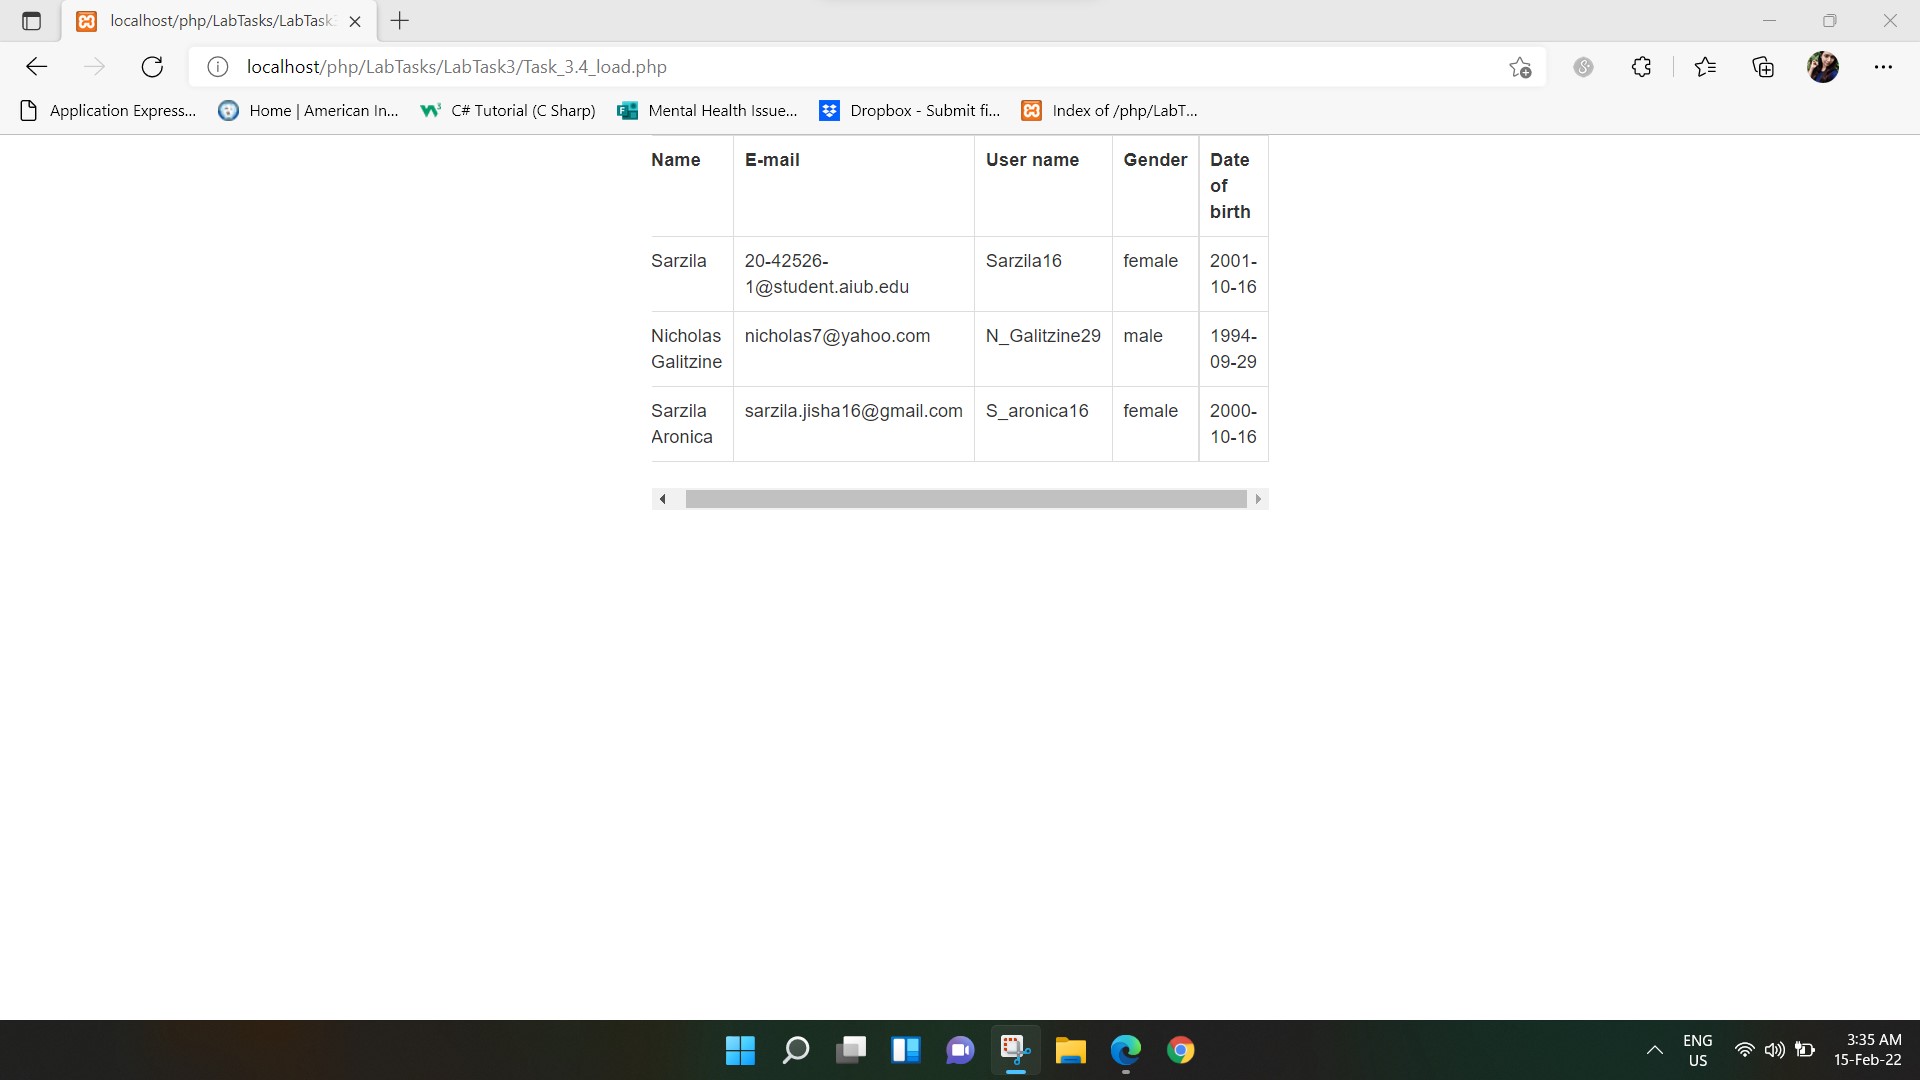 localhost/php/LabTasks/LabTask3
localhost/php/LabTasks/LabTask3/Task_3.4_load.php
Application Express...
Home | American In...
C# Tutorial (C Sharp)
Mental Health Issue...
Dropbox - Submit fi...
Index of /php/LabT...
Name
E-mail
User name
Gender
Date
of
birth
Sarzila
20-42526-
1@student.aiub.edu
Sarzila16
female
2001-
10-16
Nicholas
Galitzine
nicholas7@yahoo.com
N_Galitzine29
male
1994-
09-29
Sarzila
Aronica
sarzila.jisha16@gmail.com
S_aronica16
female
2000-
10-16
ENG
US
3:35 AM
15-Feb-22